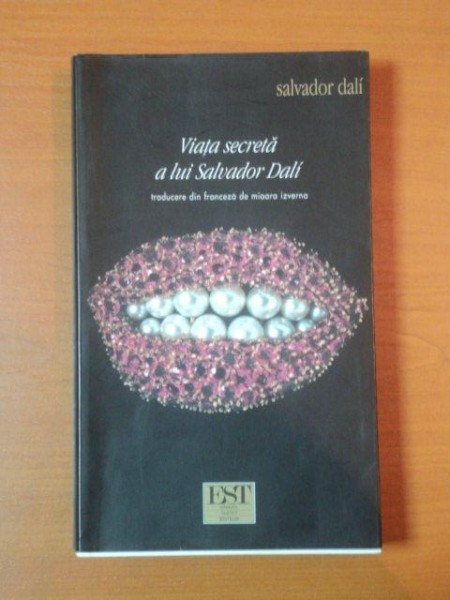 salvador dalí
Viața secretă
a lui Salvador Dalí
traducere din franceză de mioara izverna
EST